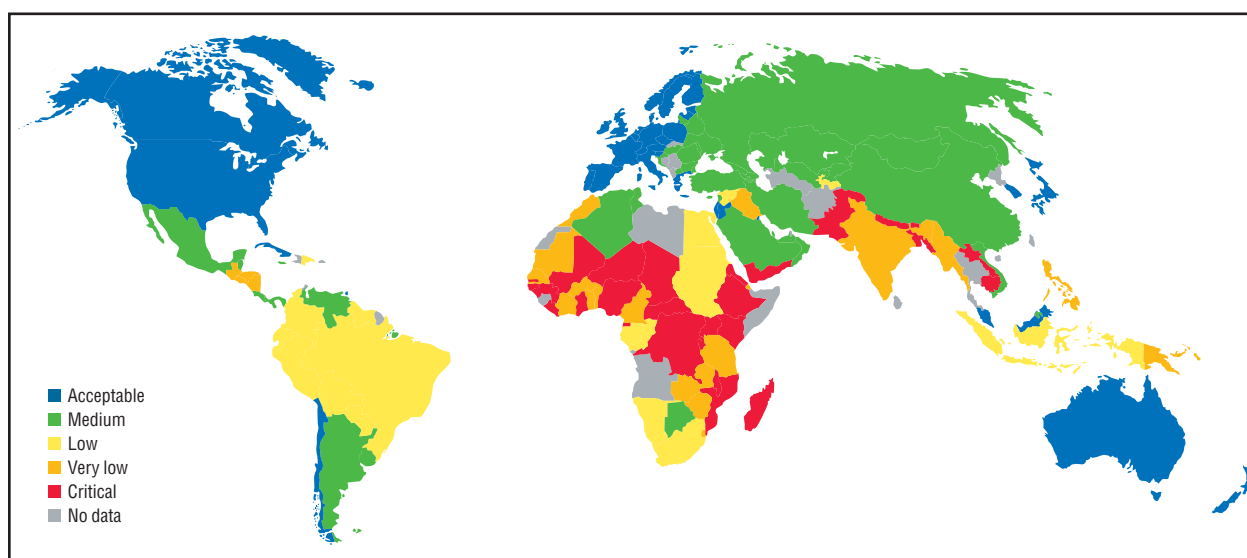 Acceptable
Medium
Low
Very low
Critical
No data